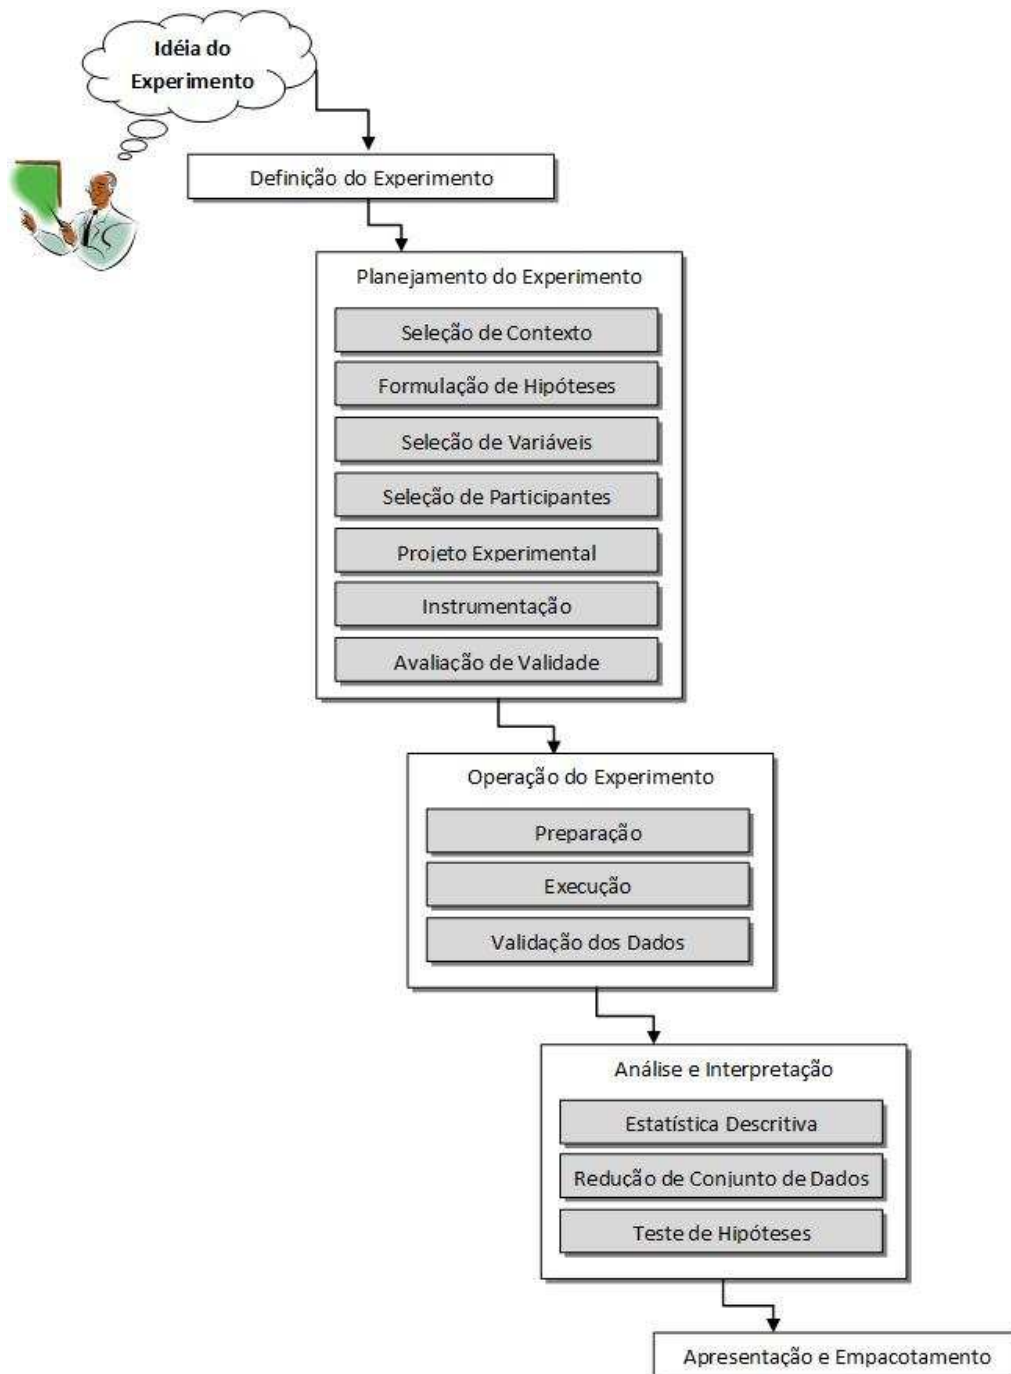 Idéia do
Experimento
Definição do Experimento
Planejamento do Experimento
Seleção de Contexto
Formulação de Hipóteses
Seleção de Variáveis
Seleção de Participantes
Projeto Experimental
Instrumentação
Avaliação de Validade
Operação do Experimento
Preparação
Execução
Validação dos Dados
Análise e Interpretação
Estatística Descritiva
Redução de Conjunto de Dados
Teste de Hipóteses
Apresentação e Empacotamento